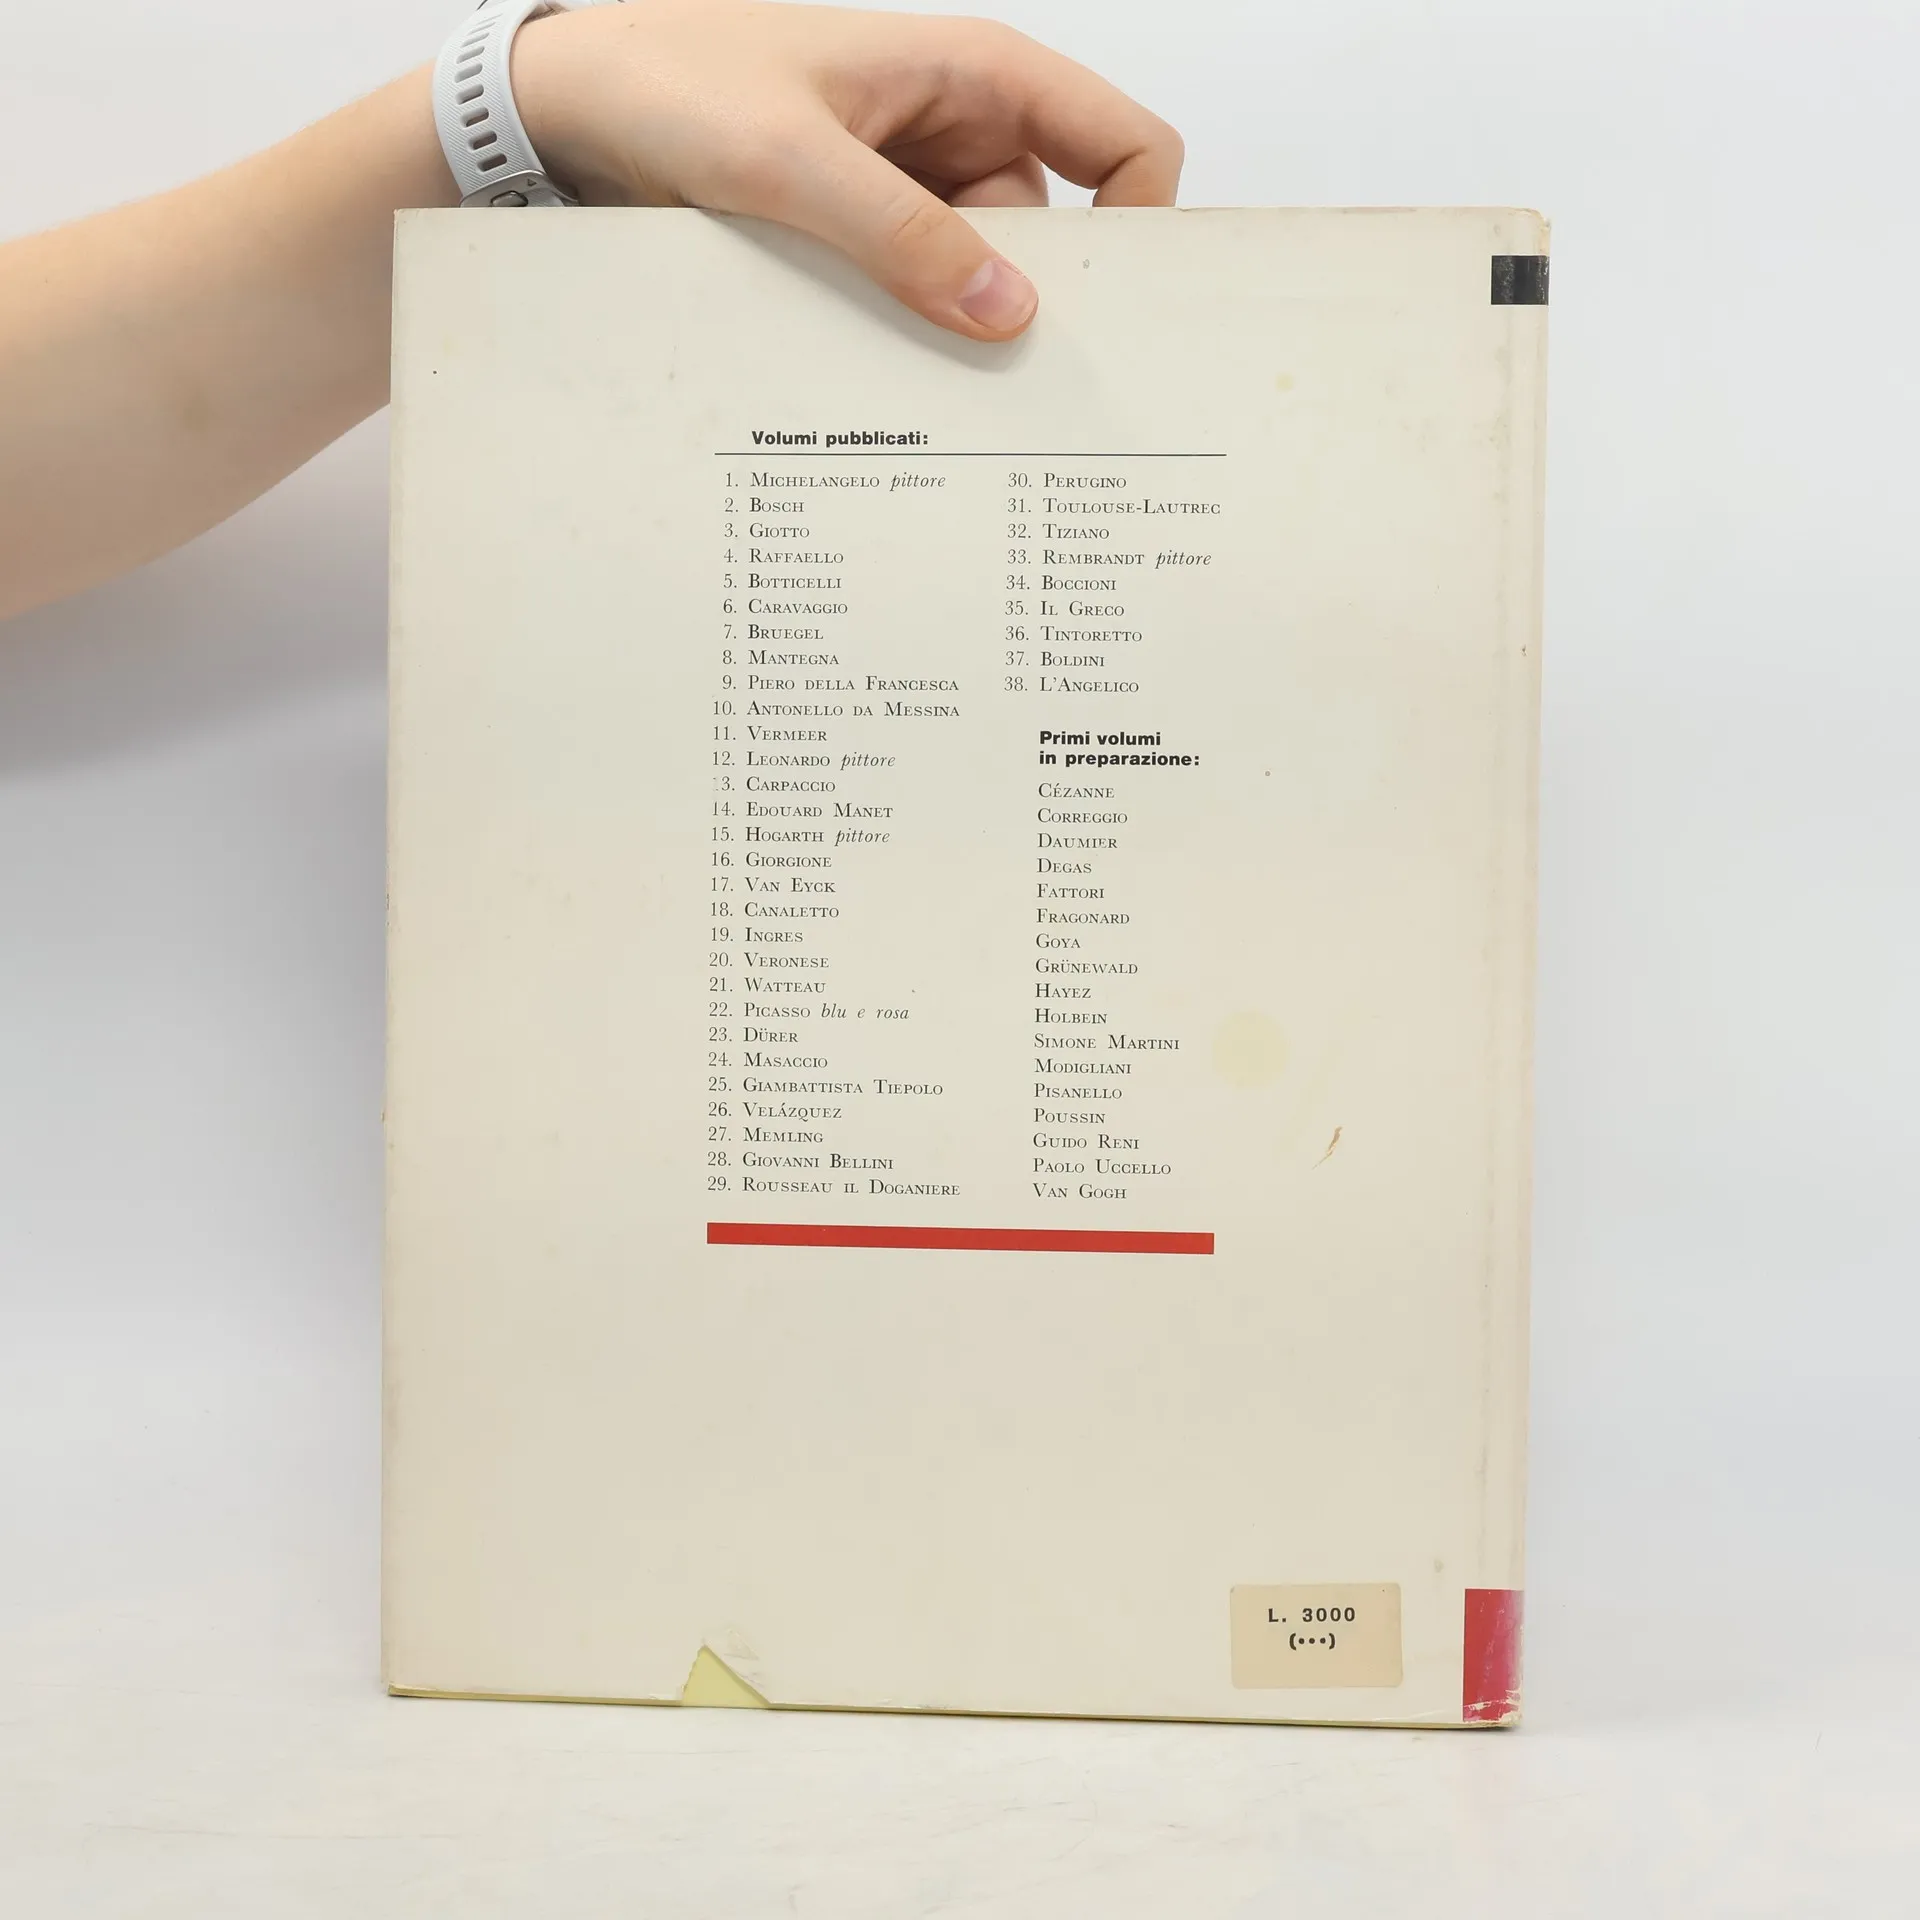 Volumi pubblicati:
1. Michelangelo pittore
2. Bosch
3. Giotto
4. Raffaello
5. Botticelli
6. Caravaggio
7. Bruegel
8. Mantegna
9. Piero della Francesca
10. Antonello da Messina
11. Vermeer
12. Leonardo pittore
13. Carpaccio
14. Edouard Manet
15. Hogarth pittore
16. Giorgione
17. Van Eyck
18. Canaletto
19. Ingres
20. Veronese
21. Watteau
22. Picasso blu e rosa
23. Dürer
24. Masaccio
25. Giambattista Tiepolo
26. Velázquez
27. Memling
28. Giovanni Bellini
29. Rousseau il Doganiere
30. Perugino
31. Toulouse-Lautrec
32. Tiziano
33. Rembrandt pittore
34. Boccioni
35. Il Greco
36. Tintoretto
37. Boldini
38. L'Angelico
Primi volumi
in preparazione:
Cézanne
Correggio
Daumier
Degas
Fattori
Fragonard
Goya
Grünewald
Hayez
Holbein
Simone Martini
Modigliani
Pisanello
Poussin
Guido Reni
Paolo Uccello
Van Gogh
L. 3000
(•••)